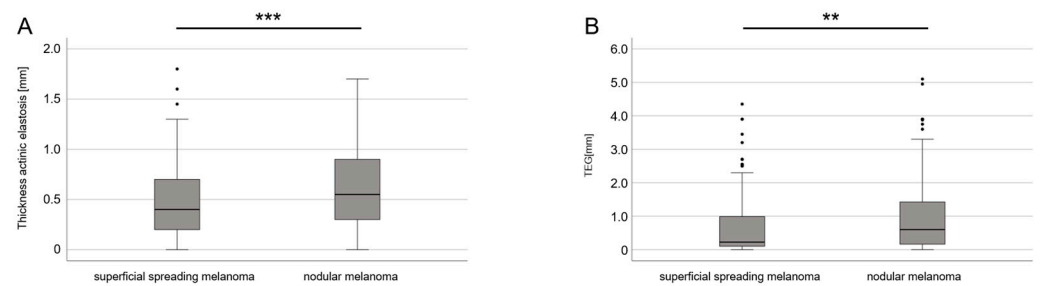 A
***
Thickness actinic elastosis [mm]
2.0
1.5
1.0
0.5
0
superficial spreading melanoma
nodular melanoma
B
**
TEG[mm]
6.0
5.0
4.0
3.0
2.0
1.0
0
superficial spreading melanoma
nodular melanoma